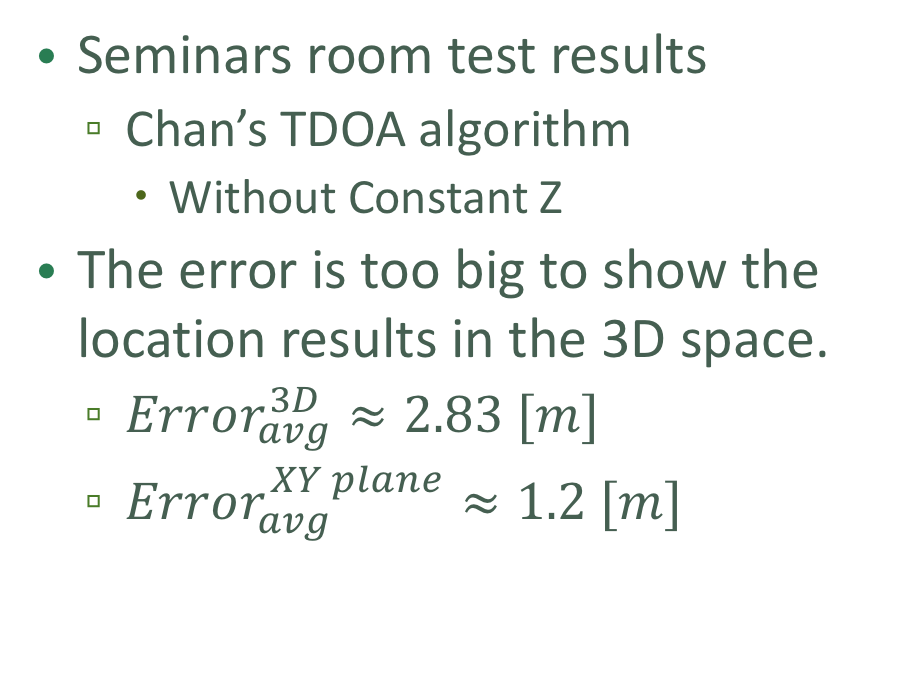 • Seminars room test results
▫ Chan’s TDOA algorithm
• Without Constant Z
• The error is too big to show the
location results in the 3D space.
▫ $Error_{avg}^{3D} \approx 2.83\ [m]$
▫ $Error_{avg}^{XY\ plane} \approx 1.2\ [m]$